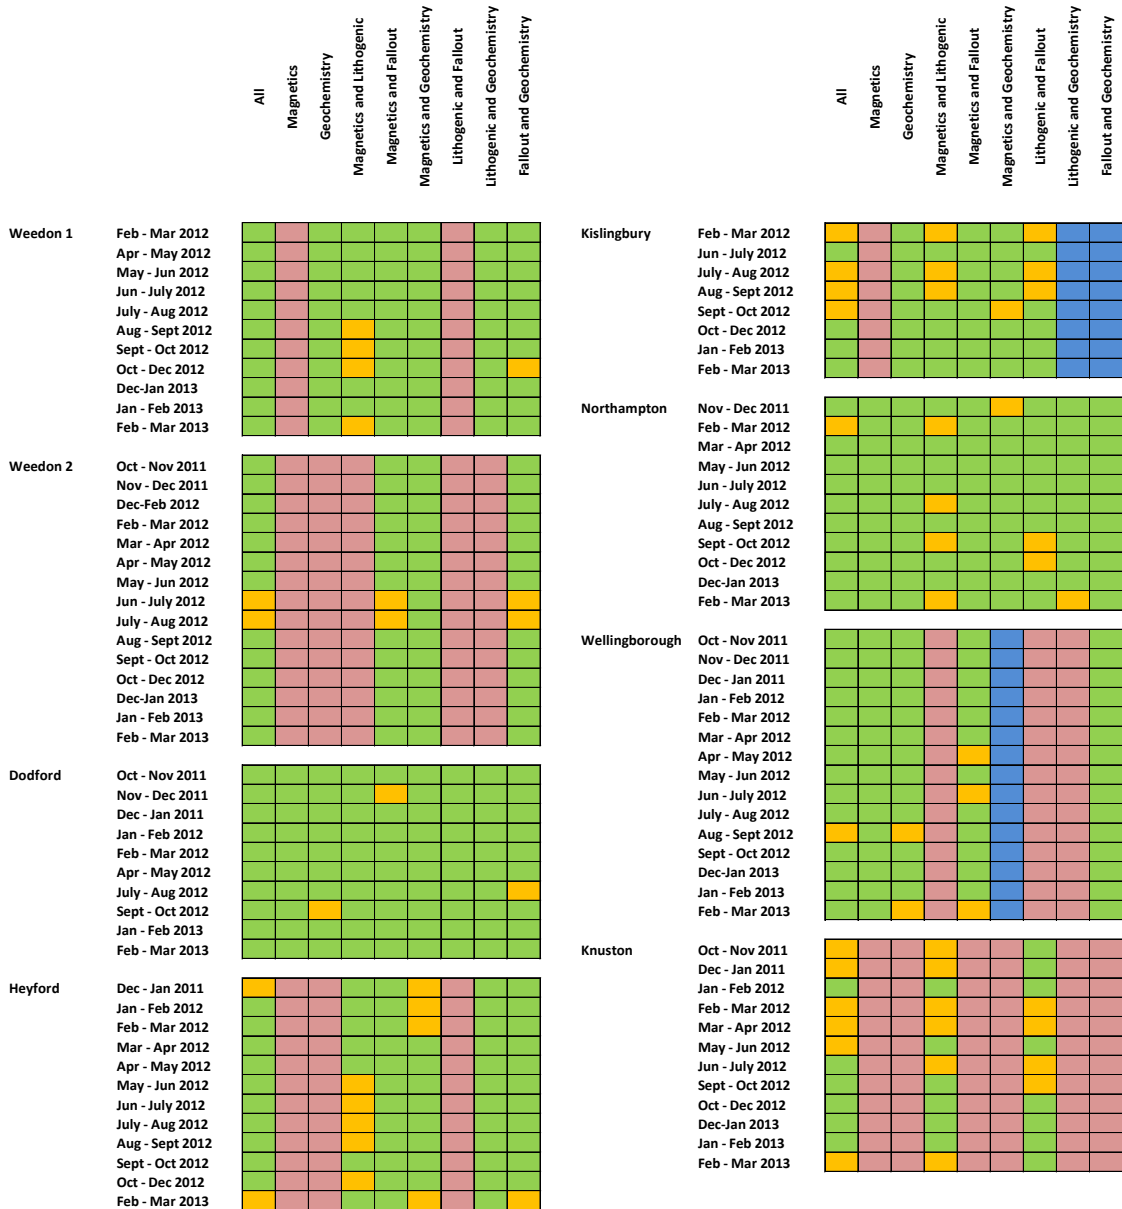 All
Magnetics
Geochemistry
Magnetics and Lithogenic
Magnetics and Fallout
Magnetics and Geochemistry
Lithogenic and Fallout
Lithogenic and Geochemistry
Fallout and Geochemistry
Weedon 1
Feb - Mar 2012
Apr - May 2012
May - Jun 2012
Jun - July 2012
July - Aug 2012
Aug - Sept 2012
Sept - Oct 2012
Oct - Dec 2012
Dec-Jan 2013
Jan - Feb 2013
Feb - Mar 2013
Weedon 2
Oct - Nov 2011
Nov - Dec 2011
Dec-Feb 2012
Feb - Mar 2012
Mar - Apr 2012
Apr - May 2012
May - Jun 2012
Jun - July 2012
July - Aug 2012
Aug - Sept 2012
Sept - Oct 2012
Oct - Dec 2012
Dec-Jan 2013
Jan - Feb 2013
Feb - Mar 2013
Dodford
Oct - Nov 2011
Nov - Dec 2011
Dec - Jan 2011
Jan - Feb 2012
Feb - Mar 2012
Apr - May 2012
July - Aug 2012
Sept - Oct 2012
Jan - Feb 2013
Feb - Mar 2013
Heyford
Dec - Jan 2011
Jan - Feb 2012
Feb - Mar 2012
Mar - Apr 2012
Apr - May 2012
May - Jun 2012
Jun - July 2012
July - Aug 2012
Aug - Sept 2012
Sept - Oct 2012
Oct - Dec 2012
Feb - Mar 2013
All
Magnetics
Geochemistry
Magnetics and Lithogenic
Magnetics and Fallout
Magnetics and Geochemistry
Lithogenic and Fallout
Lithogenic and Geochemistry
Fallout and Geochemistry
Kislingbury
Feb - Mar 2012
Jun - July 2012
July - Aug 2012
Aug - Sept 2012
Sept - Oct 2012
Oct - Dec 2012
Jan - Feb 2013
Feb - Mar 2013
Northampton
Nov - Dec 2011
Feb - Mar 2012
Mar - Apr 2012
May - Jun 2012
Jun - July 2012
July - Aug 2012
Aug - Sept 2012
Sept - Oct 2012
Oct - Dec 2012
Dec-Jan 2013
Feb - Mar 2013
Wellingborough
Oct - Nov 2011
Nov - Dec 2011
Dec - Jan 2011
Jan - Feb 2012
Feb - Mar 2012
Mar - Apr 2012
Apr - May 2012
May - Jun 2012
Jun - July 2012
July - Aug 2012
Aug - Sept 2012
Sept - Oct 2012
Dec-Jan 2013
Jan - Feb 2013
Feb - Mar 2013
Knuston
Oct - Nov 2011
Dec - Jan 2011
Jan - Feb 2012
Feb - Mar 2012
Mar - Apr 2012
May - Jun 2012
Jun - July 2012
Sept - Oct 2012
Oct - Dec 2012
Dec-Jan 2013
Jan - Feb 2013
Feb - Mar 2013